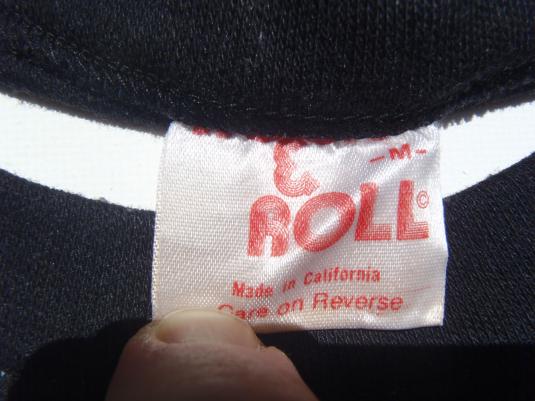 & -M-
ROLL©
Made in California
Care on Reverse